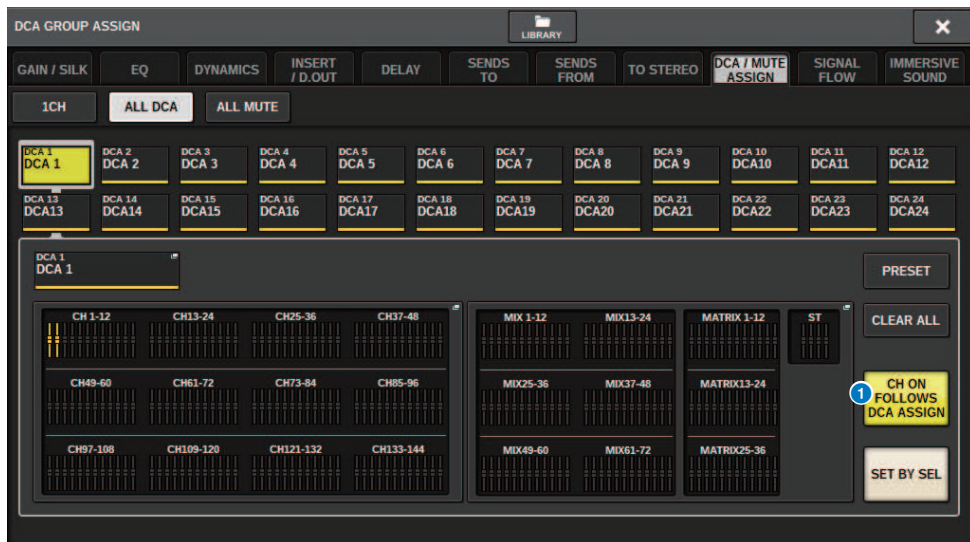 DCA GROUP ASSIGN
LIBRARY
GAIN / SILK
EQ
DYNAMICS
INSERT
/ D.OUT
DELAY
SENDS
TO
SENDS
FROM
TO STEREO
DCA / MUTE
ASSIGN
SIGNAL
FLOW
IMMERSIVE
SOUND
1CH
ALL DCA
ALL MUTE
DCA 1
DCA 1
DCA 2
DCA 2
DCA 3
DCA 3
DCA 4
DCA 4
DCA 5
DCA 5
DCA 6
DCA 6
DCA 7
DCA 7
DCA 8
DCA 8
DCA 9
DCA 9
DCA 10
DCA10
DCA 11
DCA11
DCA 12
DCA12
DCA 13
DCA13
DCA 14
DCA14
DCA 15
DCA15
DCA 16
DCA16
DCA 17
DCA17
DCA 18
DCA18
DCA 19
DCA19
DCA 20
DCA20
DCA 21
DCA21
DCA 22
DCA22
DCA 23
DCA23
DCA 24
DCA24
DCA 1
DCA 1
PRESET
CH 1-12
CH13-24
CH25-36
CH37-48
MIX 1-12
MIX13-24
MATRIX 1-12
ST
CLEAR ALL
CH49-60
CH61-72
CH73-84
CH85-96
MIX25-36
MIX37-48
MATRIX13-24
1
CH ON
FOLLOWS
DCA ASSIGN
CH97-108
CH109-120
CH121-132
CH133-144
MIX49-60
MIX61-72
MATRIX25-36
SET BY SEL